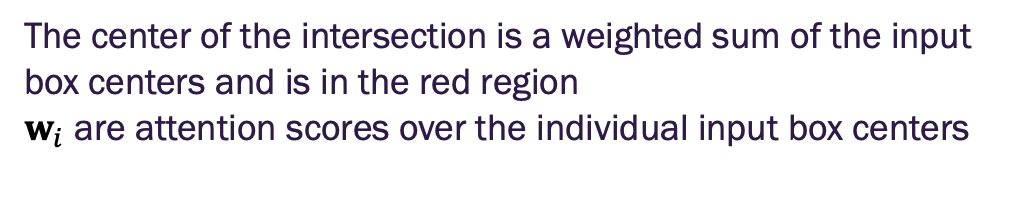 The center of the intersection is a weighted sum of the input
box centers and is in the red region
𝐰ᵢ are attention scores over the individual input box centers